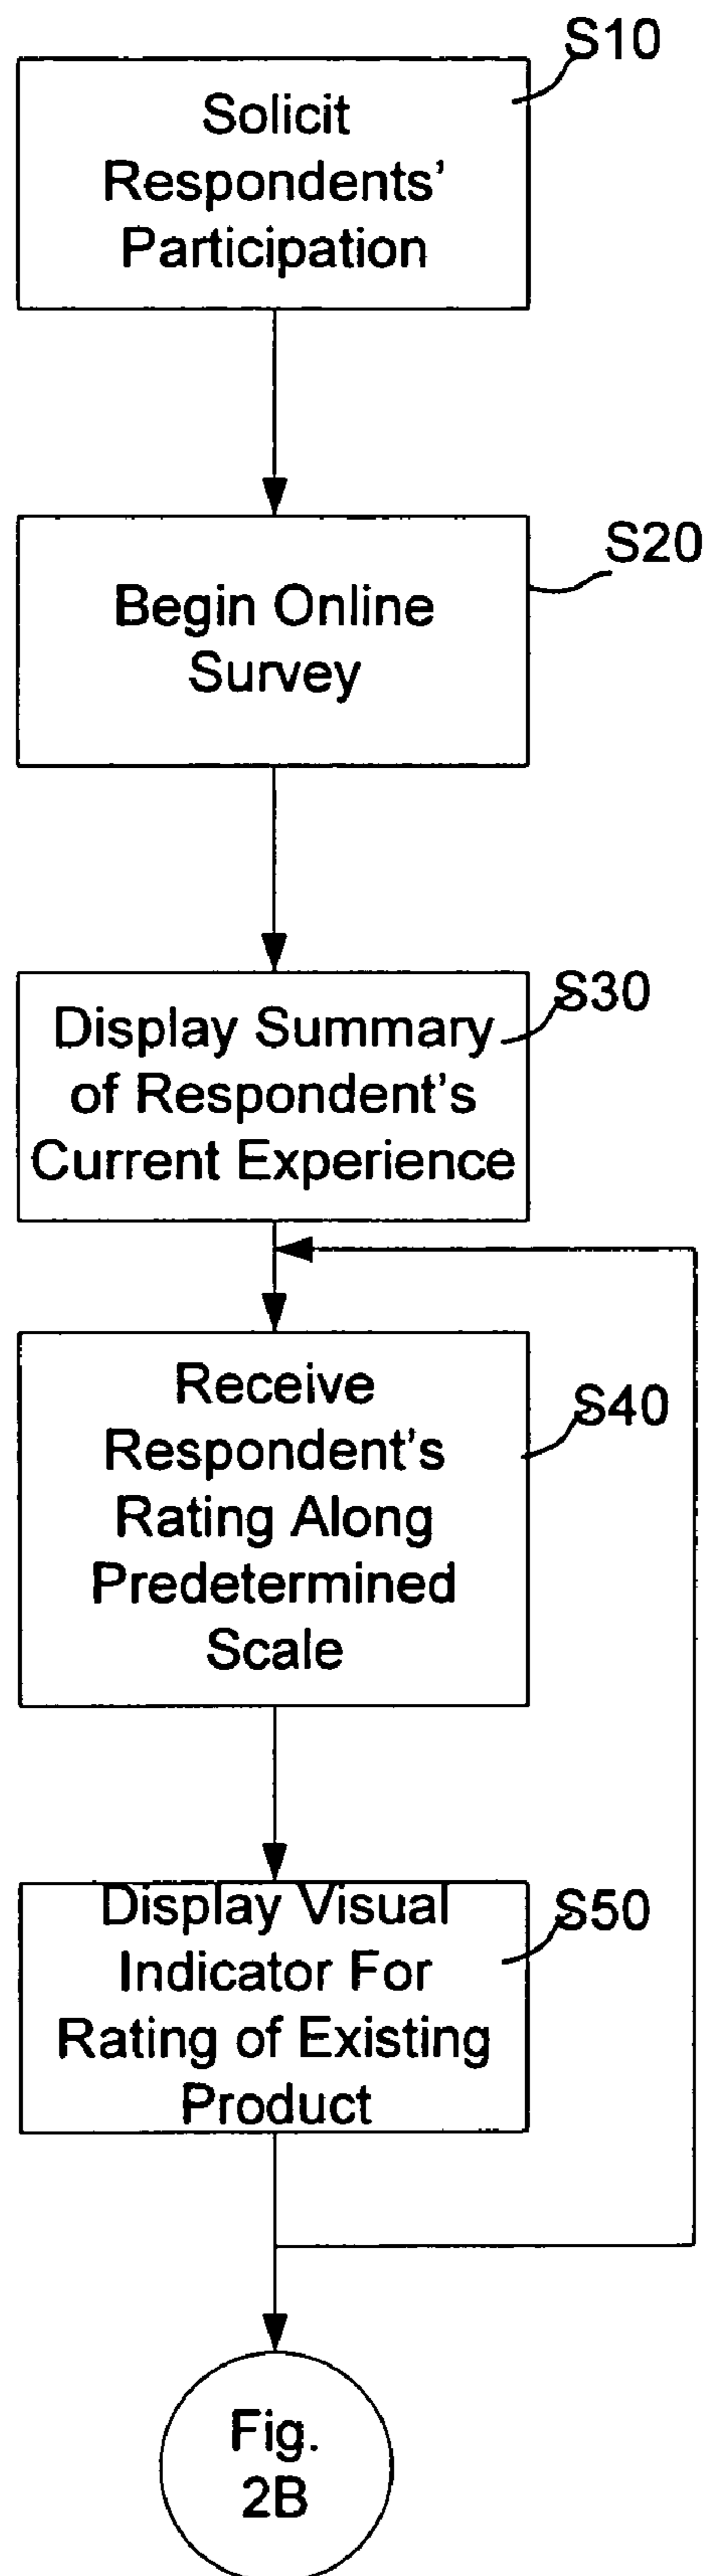 S10
Solicit
Respondents'
Participation
S20
Begin Online
Survey
S30
Display Summary
of Respondent's
Current Experience
S40
Receive
Respondent's
Rating Along
Predetermined
Scale
S50
Display Visual
Indicator For
Rating of Existing
Product
Fig.
2B